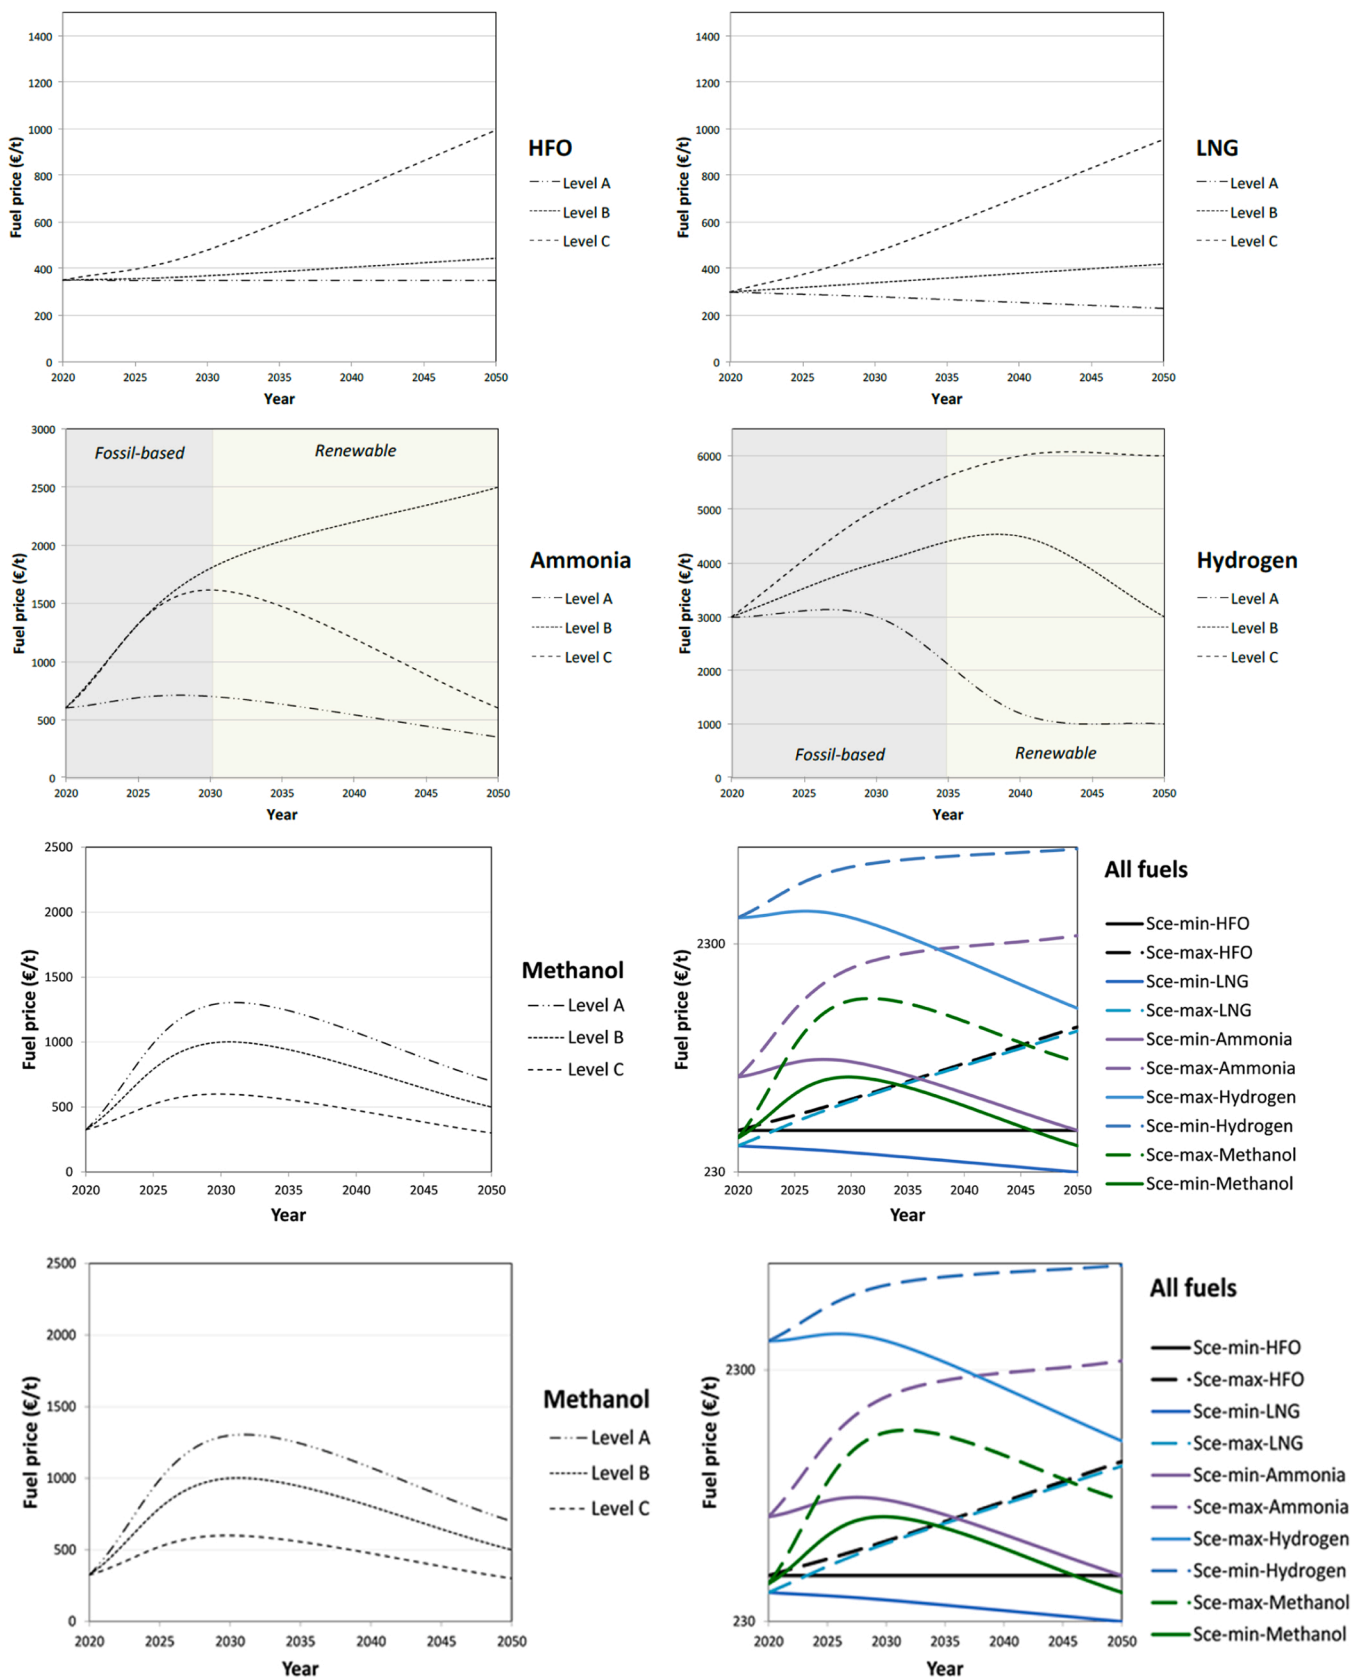 HFO
Fuel price (€/t)
1400
1200
1000
800
600
400
200
0
2020 2025 2030 2035 2040 2045 2050
Year
Level A
Level B
Level C
LNG
Fuel price (€/t)
1400
1200
1000
800
600
400
200
0
2020 2025 2030 2035 2040 2045 2050
Year
Level A
Level B
Level C
Ammonia
Fuel price (€/t)
3000
2500
2000
1500
1000
500
0
Fossil-based
Renewable
2020 2025 2030 2035 2040 2045 2050
Year
Level A
Level B
Level C
Hydrogen
Fuel price (€/t)
6000
5000
4000
3000
2000
1000
0
Fossil-based
Renewable
2020 2025 2030 2035 2040 2045 2050
Year
Level A
Level B
Level C
Methanol
Fuel price (€/t)
2500
2000
1500
1000
500
0
2020 2025 2030 2035 2040 2045 2050
Year
Level A
Level B
Level C
All fuels
Fuel price (€/t)
2300
230
2020 2025 2030 2035 2040 2045 2050
Year
Sce-min-HFO
Sce-max-HFO
Sce-min-LNG
Sce-max-LNG
Sce-min-Ammonia
Sce-max-Ammonia
Sce-max-Hydrogen
Sce-min-Hydrogen
Sce-max-Methanol
Sce-min-Methanol
Methanol
Fuel price (€/t)
2500
2000
1500
1000
500
0
2020 2025 2030 2035 2040 2045 2050
Year
Level A
Level B
Level C
All fuels
Fuel price (€/t)
2300
230
2020 2025 2030 2035 2040 2045 2050
Year
Sce-min-HFO
Sce-max-HFO
Sce-min-LNG
Sce-max-LNG
Sce-min-Ammonia
Sce-max-Ammonia
Sce-max-Hydrogen
Sce-min-Hydrogen
Sce-max-Methanol
Sce-min-Methanol